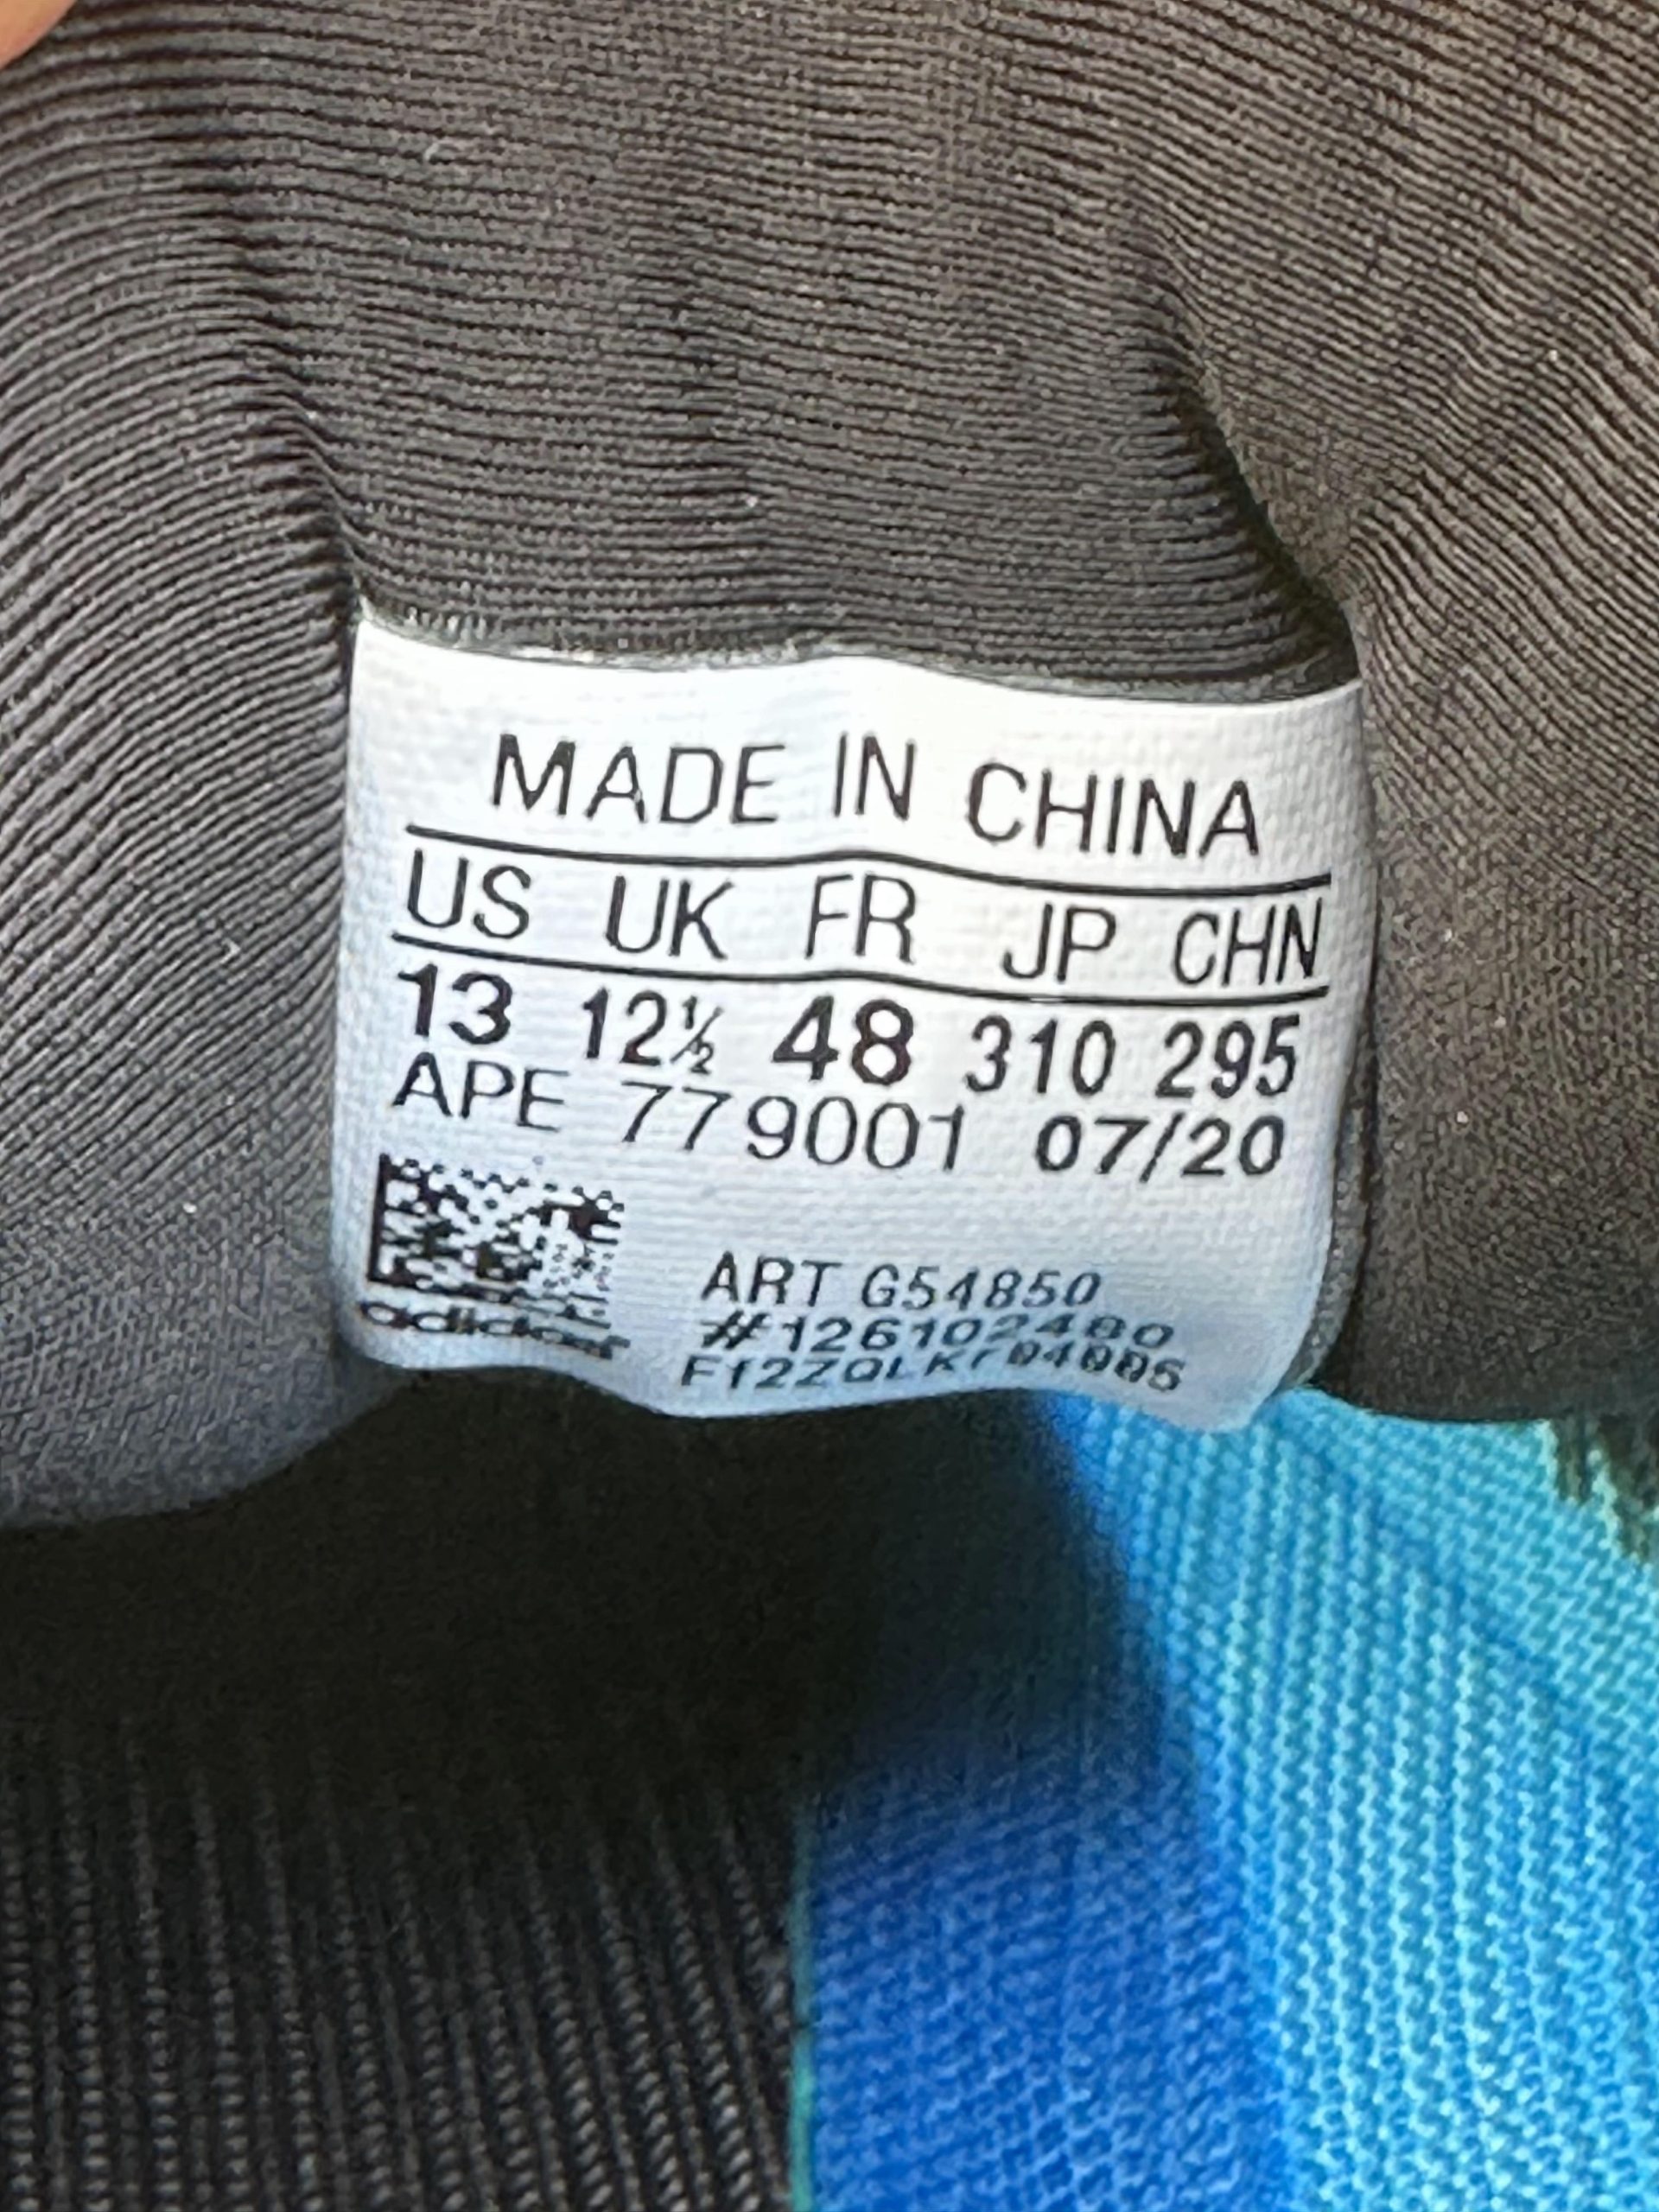 MADE IN CHINA
US UK FR JP CHN
13 12½ 48 310 295
APE 779001 07/20
adidas
ART G54850
#126102480